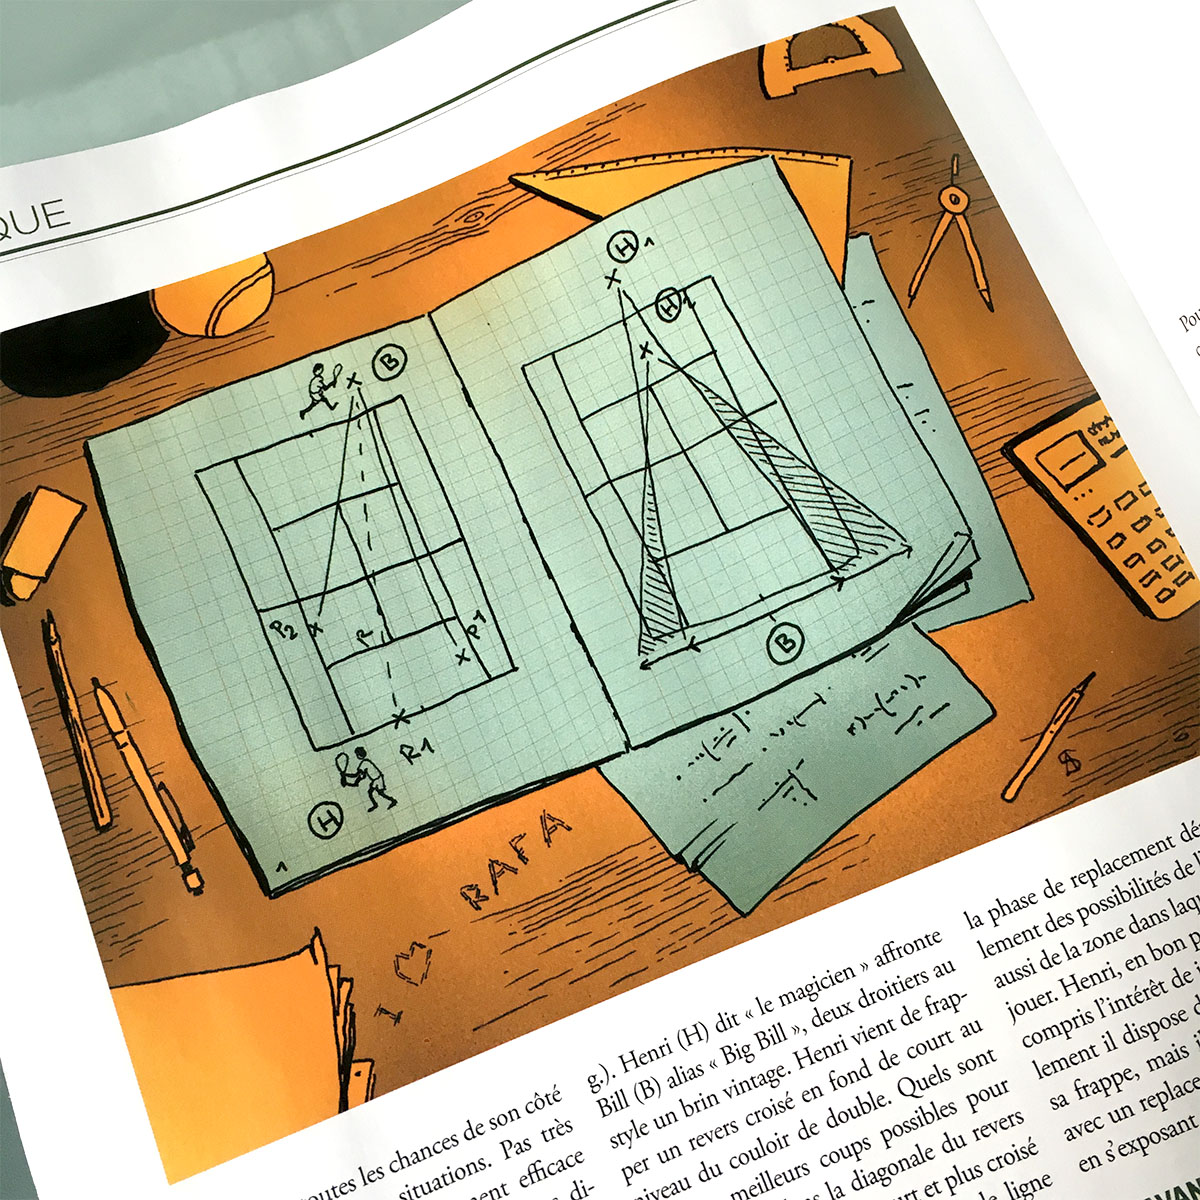 QUE
H 1
H 1
B
P2
R
P1
R1
H
1
B
I RAFA
outes les chances de son côté
situations. Pas très
ment efficace
di-
g.). Henri (H) dit « le magicien » affronte
Bill (B) alias « Big Bill », deux droitiers au
style un brin vintage. Henri vient de frap-
per un revers croisé en fond de court au
niveau du couloir de double. Quels sont
meilleurs coups possibles pour
la diagonale du revers
urt et plus croisé
ligne
la phase de replacement dé
lement des possibilités de l'
aussi de la zone dans laqu
jouer. Henri, en bon p
compris l'intérêt de
lement il dispose d
sa frappe, mais
avec un replace
en s'exposant
Pou